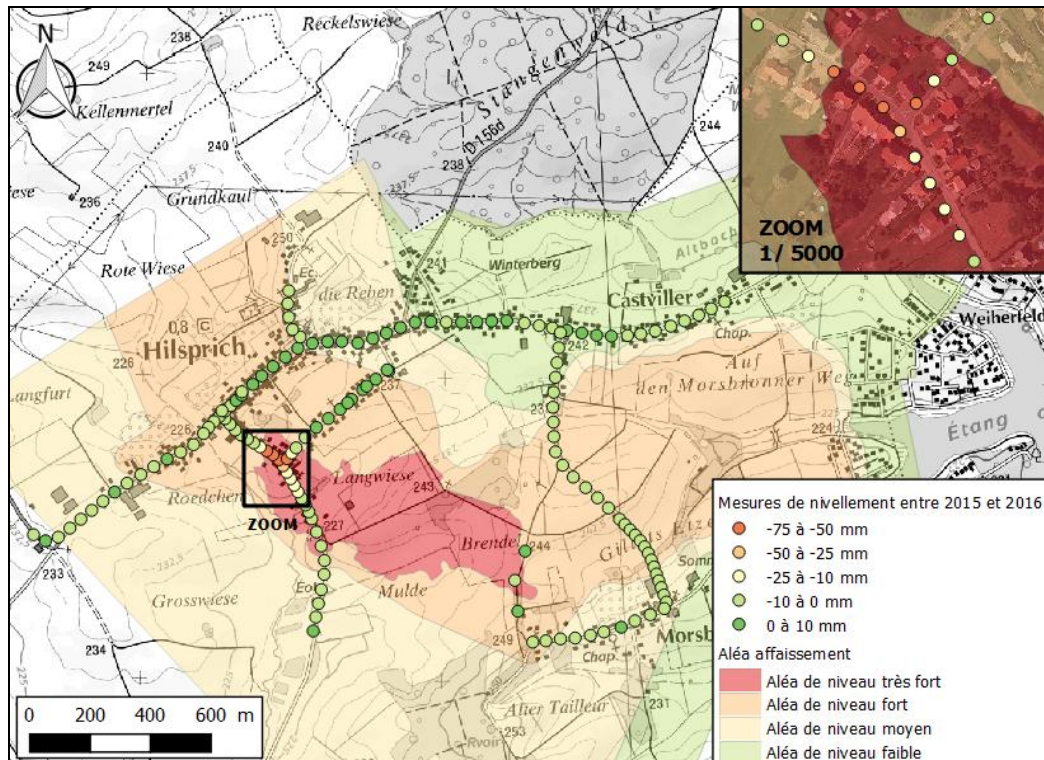 N
238
Reckelswiese
249
Kellenmertel
240
Stangenwald
D 156d
238
244
237,5
236
Grundkaul
Rote Wiese
250
Ec.
die Reben
241
Winterberg
Altbach
0,8 C
Hilsprich
226
Castviller
Chap.
242
Weiherfeld
237
Auf
den Morsbronner Weg
224
Étang
226
Roedchen
Langwiese
243
ZOOM
227
Brende
244
Mulde
Grosswiese
233
234
249
Chap.
231
Alter Tailleur
253
Rvoir
ZOOM
1/ 5000
0 200 400 600 m
Mesures de nivellement entre 2015 et 2016
-75 à -50 mm
-50 à -25 mm
-25 à -10 mm
-10 à 0 mm
0 à 10 mm
Aléa affaissement
Aléa de niveau très fort
Aléa de niveau fort
Aléa de niveau moyen
Aléa de niveau faible